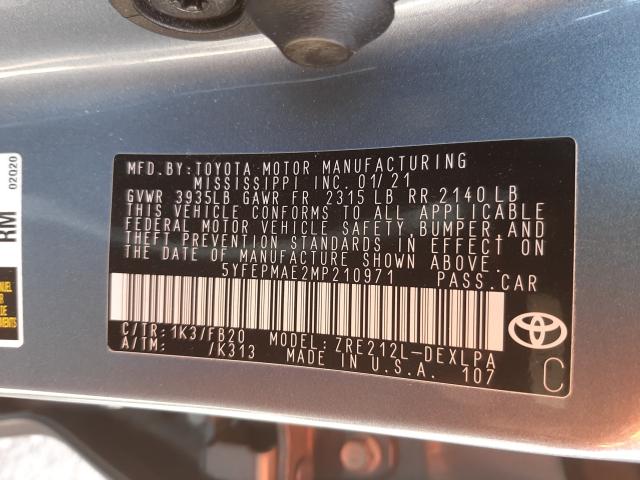 MFD.BY:TOYOTA MOTOR MANUFACTURING
MISSISSIPPI INC. 01/21
GVWR 3935LB GAWR FR 2315 LB RR 2140 LB
THIS VEHICLE CONFORMS TO ALL APPLICABLE
FEDERAL MOTOR VEHICLE SAFETY BUMPER AND
THEFT PREVENTION STANDARDS IN EFFECT ON
THE DATE OF MANUFACTURE SHOWN ABOVE.
5YFEPMAE2MP210971 PASS.CAR
C/TR: 1K3/FB20 MODEL: ZRE212L-DEXLPA
A/TM: /K313 MADE IN U.S.A. 107
C
02020
RM